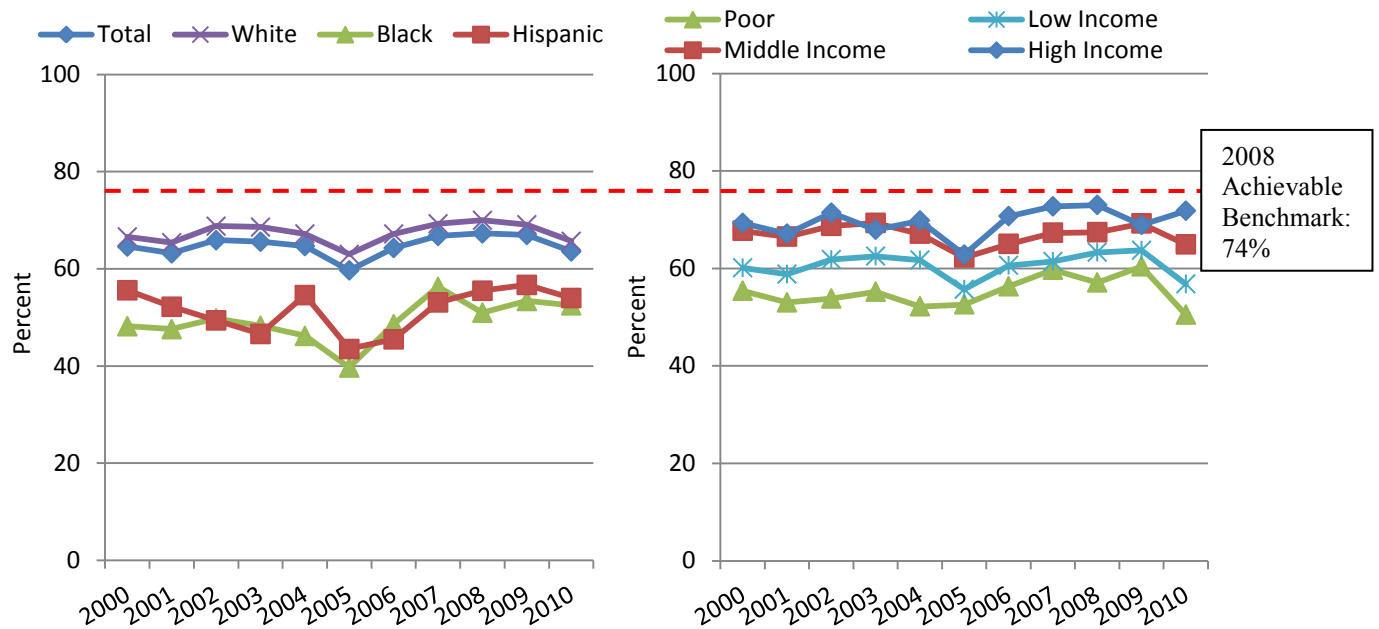 Total White Black Hispanic
100
80
60
40
20
0
Percent
2000 2001 2002 2003 2004 2005 2006 2007 2008 2009 2010
Poor Low Income
Middle Income High Income
100
80
60
40
20
0
Percent
2000 2001 2002 2003 2004 2005 2006 2007 2008 2009 2010
2008
Achievable
Benchmark:
74%